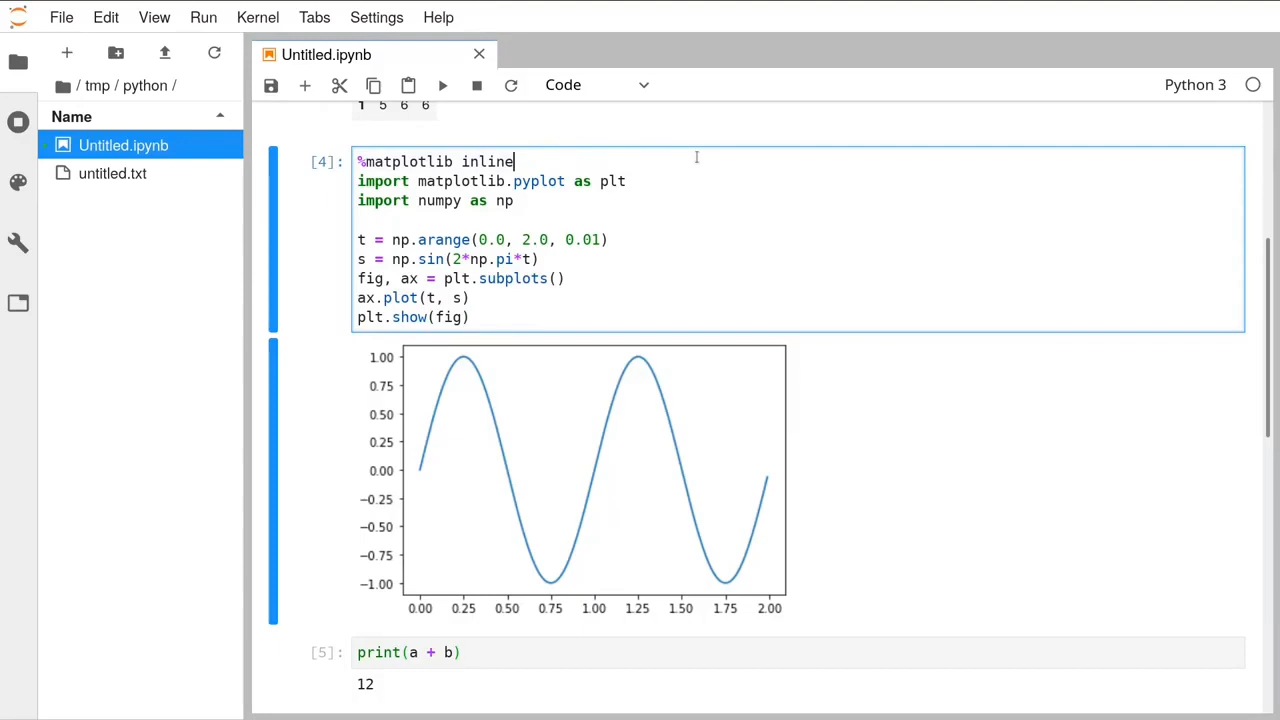 File Edit View Run Kernel Tabs Settings Help
/ tmp / python /
Name
Untitled.ipynb
untitled.txt
Untitled.ipynb
Code
Python 3
1 5 6 6
[4]:
%matplotlib inline
import matplotlib.pyplot as plt
import numpy as np
t = np.arange(0.0, 2.0, 0.01)
s = np.sin(2*np.pi*t)
fig, ax = plt.subplots()
ax.plot(t, s)
plt.show(fig)
1.00
0.75
0.50
0.25
0.00
−0.25
−0.50
−0.75
−1.00
0.00 0.25 0.50 0.75 1.00 1.25 1.50 1.75 2.00
[5]:
print(a + b)
12